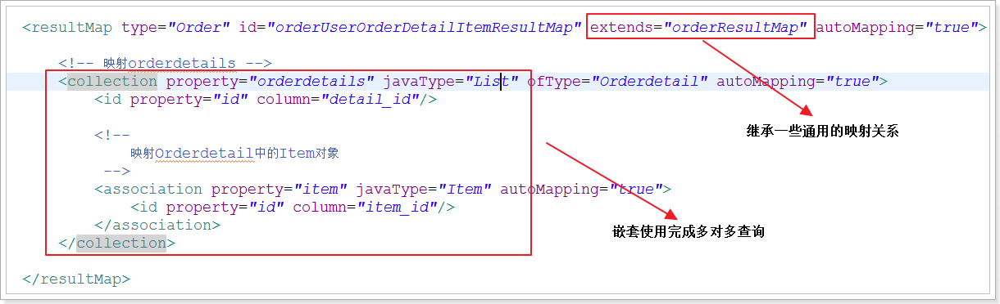 <resultMap type="Order" id="orderUserOrderDetailItemResultMap" extends="orderResultMap" autoMapping="true">
<!-- 映射orderdetails -->
<collection property="orderdetails" javaType="List" ofType="Orderdetail" autoMapping="true">
<id property="id" column="detail_id"/>
继承一些通用的映射关系
<!--
映射Orderdetail中的Item对象
-->
<association property="item" javaType="Item" autoMapping="true">
<id property="id" column="item_id"/>
</association>
嵌套使用完成多对多查询
</collection>
</resultMap>